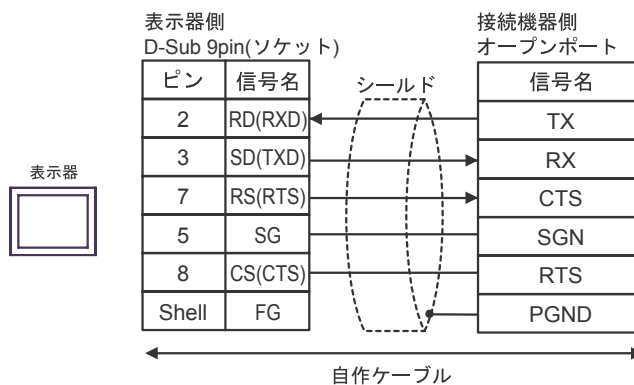 表示器側
D-Sub 9pin(ソケット)
接続機器側
オープンポート
ピン 信号名 シールド 信号名
2 RD(RXD) TX
3 SD(TXD) RX
表示器
7 RS(RTS) CTS
5 SG SGN
8 CS(CTS) RTS
Shell FG PGND
自作ケーブル